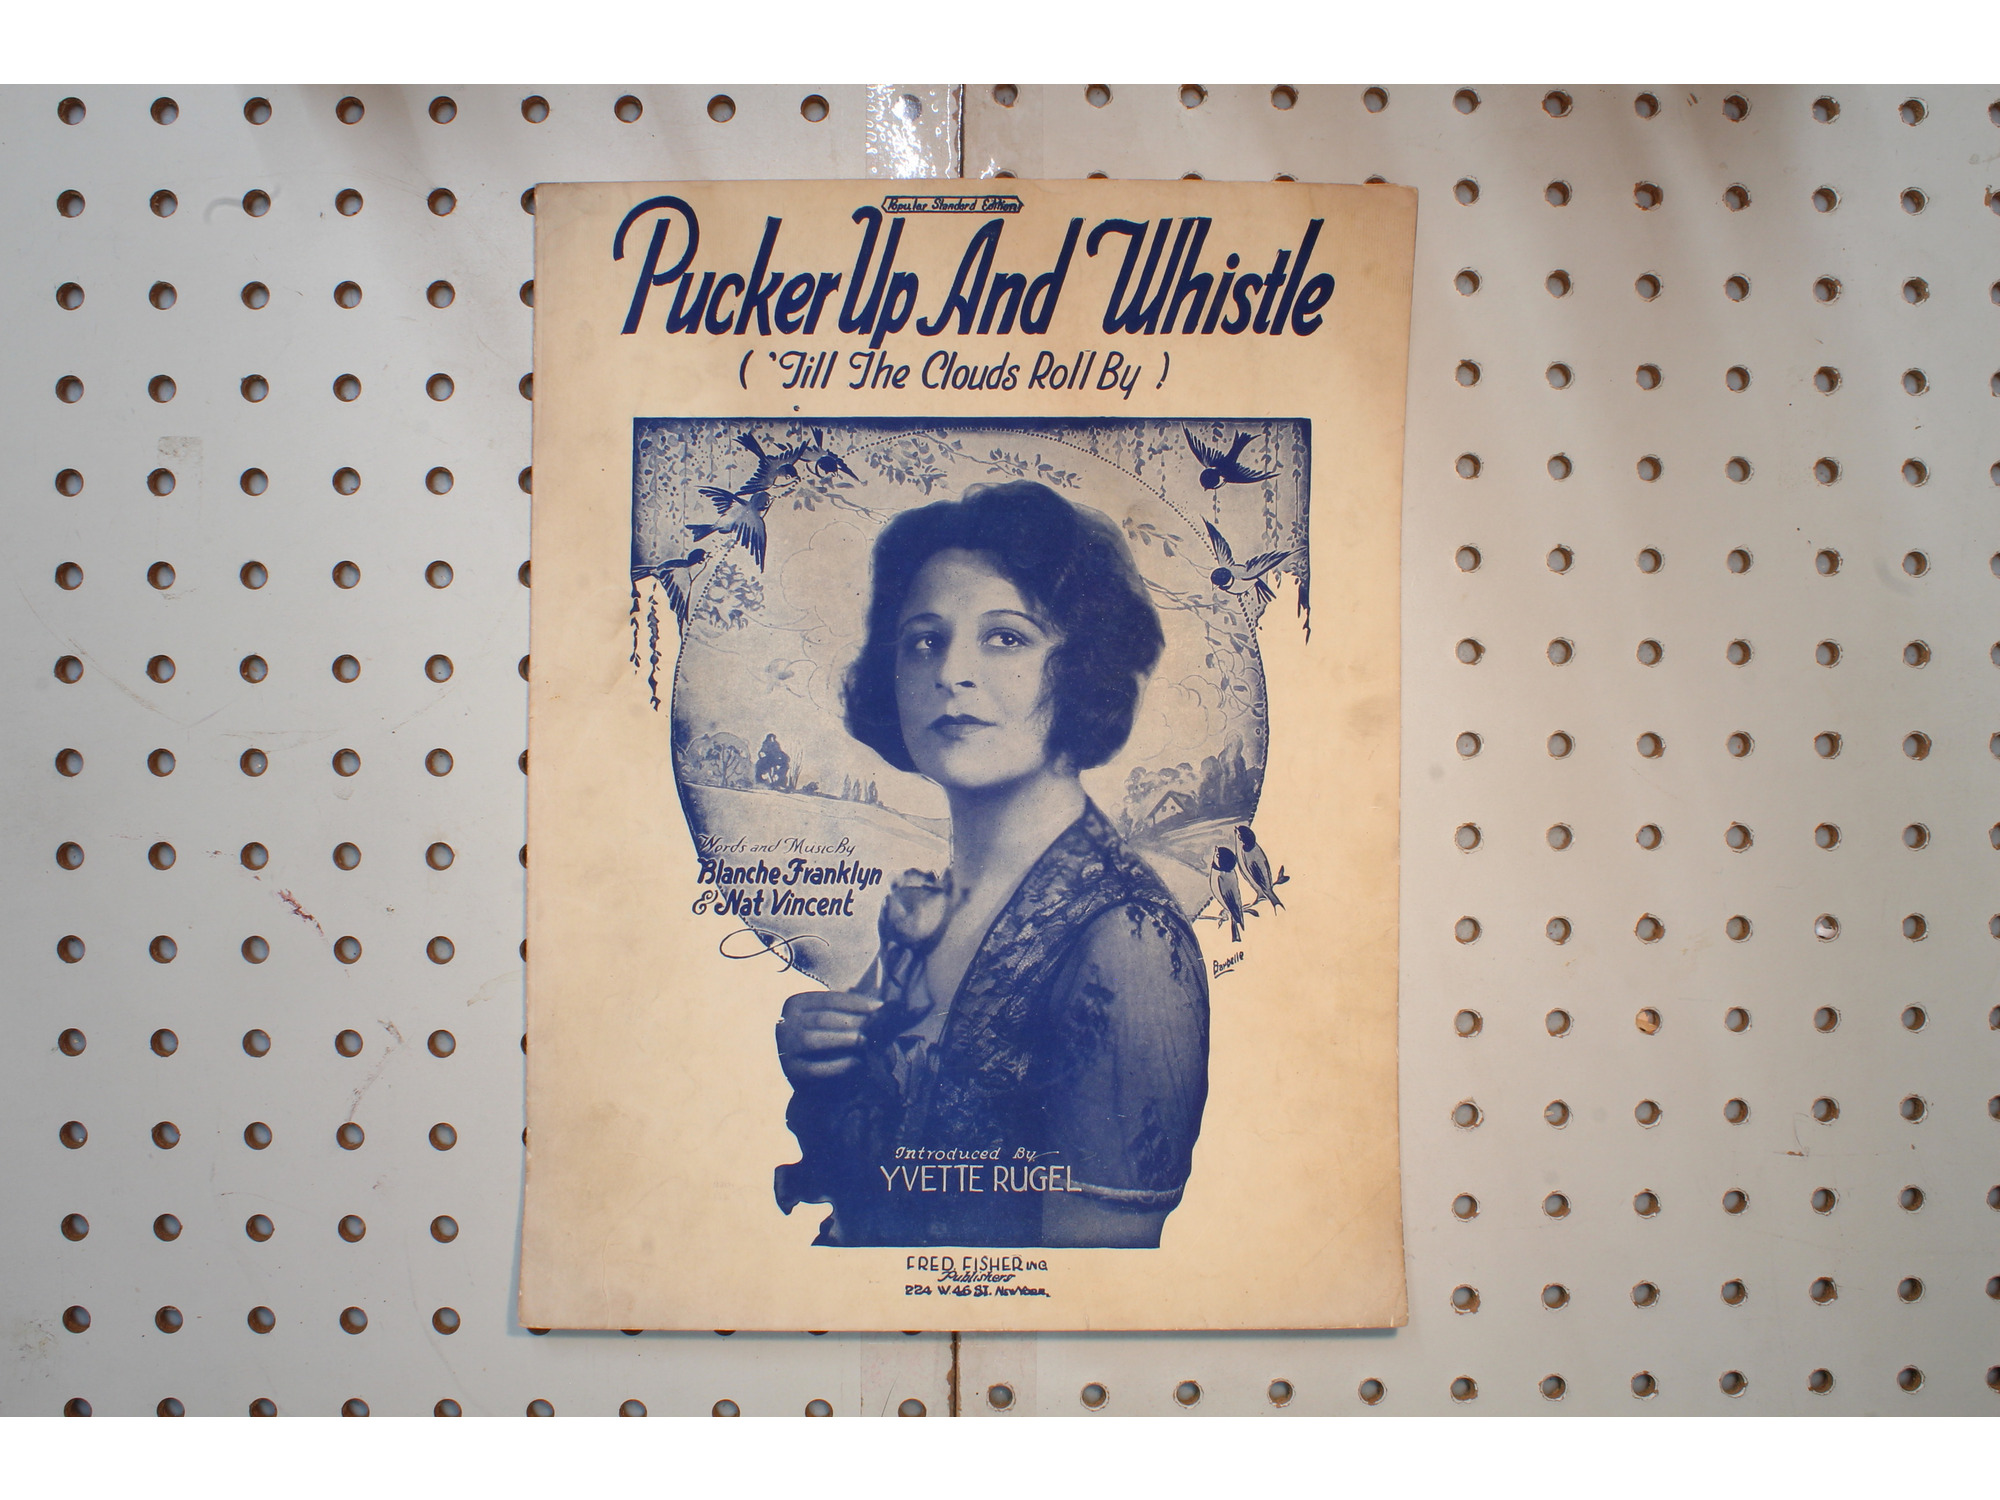 Popular Standard Edition
Pucker Up And Whistle
('Till The Clouds Roll By)
Words and Music By
Blanche Franklyn
& Nat Vincent
Barbelle
Introduced By
YVETTE RUGEL
FRED FISHER INC
Publishers
224 W. 46 ST. NEW YORK.